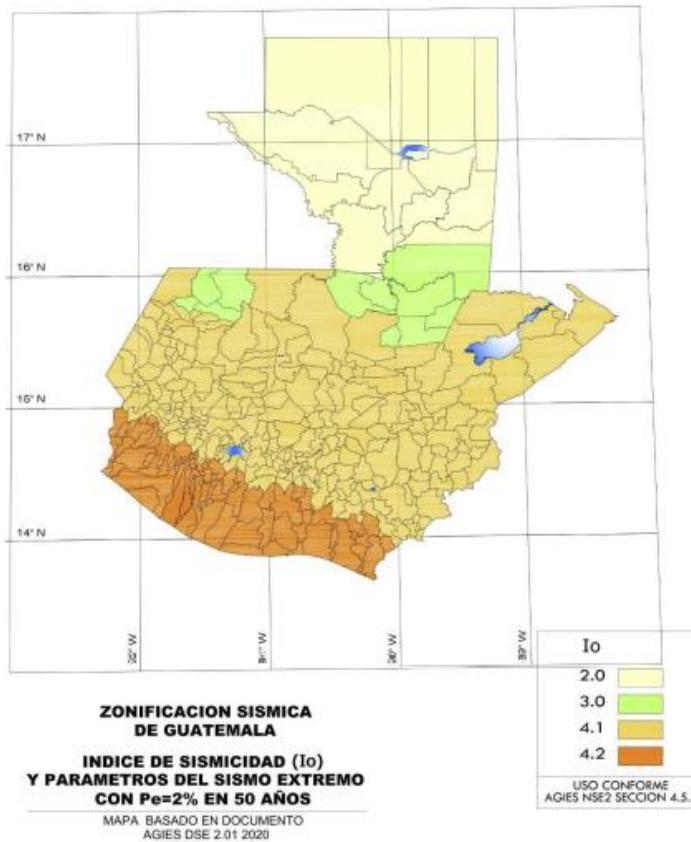 17° N
16° N
15° N
14° N
92° W
91° W
90° W
89° W
Io
2.0
3.0
4.1
4.2
USO CONFORME
AGIES NSE2 SECCION 4.5.
ZONIFICACION SISMICA
DE GUATEMALA
INDICE DE SISMICIDAD (Io)
Y PARAMETROS DEL SISMO EXTREMO
CON Pe=2% EN 50 AÑOS
MAPA BASADO EN DOCUMENTO
AGIES DSE 2.01 2020